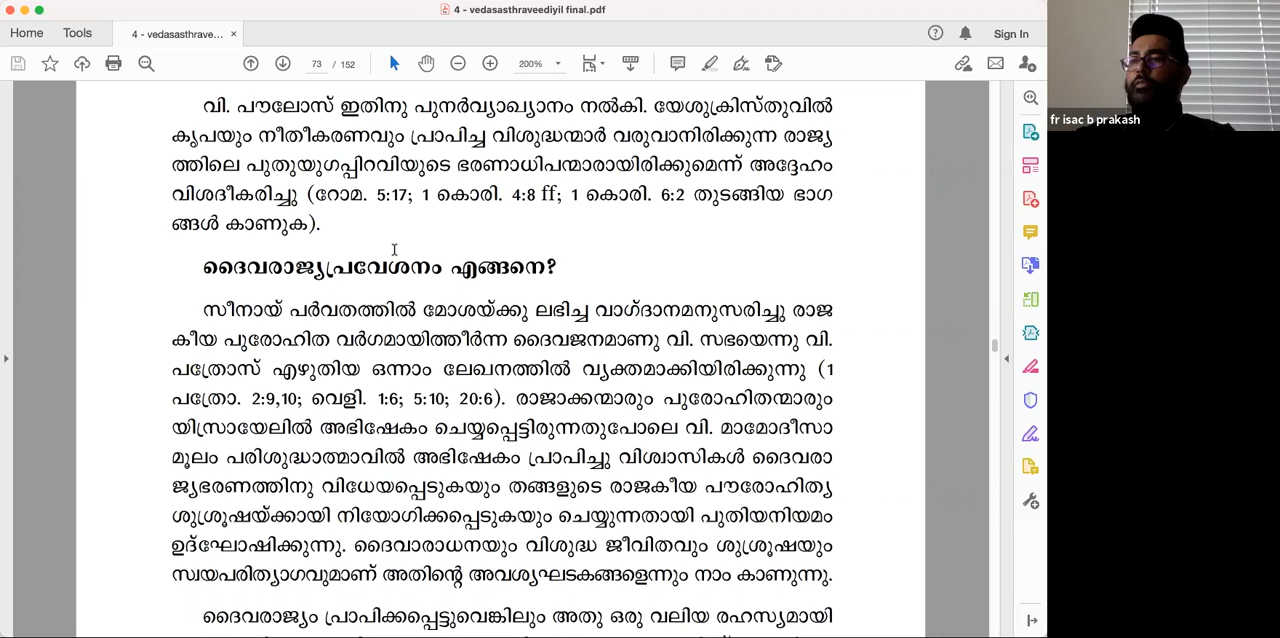 4 - vedasasthraveediyil final.pdf
Home Tools 4 - vedasasthrave... × Sign In
73 / 152 200%
fr isac b prakash
വി. പൗലോസ് ഇതിനു പുനർവ്യാഖ്യാനം നൽകി. യേശുക്രിസ്തുവിൽ
കൃപയും നീതീകരണവും പ്രാപിച്ച വിശുദ്ധന്മാർ വരുവാനിരിക്കുന്ന രാജ്യ
ത്തിലെ പുതുയുഗപ്പിറവിയുടെ ഭരണാധിപന്മാരായിരിക്കുമെന്ന് അദ്ദേഹം
വിശദീകരിച്ചു (റോമ. 5:17; 1 കൊരി. 4:8 ff; 1 കൊരി. 6:2 തുടങ്ങിയ ഭാഗ
ങ്ങൾ കാണുക).
ദൈവരാജ്യപ്രവേശനം എങ്ങനെ?
സീനായ് പർവതത്തിൽ മോശയ്ക്കു ലഭിച്ച വാഗ്ദാനമനുസരിച്ചു രാജ
കീയ പുരോഹിത വർഗമായിത്തീർന്ന ദൈവജനമാണു വി. സഭയെന്നു വി.
പത്രോസ് എഴുതിയ ഒന്നാം ലേഖനത്തിൽ വ്യക്തമാക്കിയിരിക്കുന്നു (1
പത്രോ. 2:9,10; വെളി. 1:6; 5:10; 20:6). രാജാക്കന്മാരും പുരോഹിതന്മാരും
യിസ്രായേലിൽ അഭിഷേകം ചെയ്യപ്പെട്ടിരുന്നതുപോലെ വി. മാമോദീസാ
മൂലം പരിശുദ്ധാത്മാവിൽ അഭിഷേകം പ്രാപിച്ചു വിശ്വാസികൾ ദൈവരാ
ജ്യഭരണത്തിനു വിധേയപ്പെടുകയും തങ്ങളുടെ രാജകീയ പൗരോഹിത്യ
ശുശ്രൂഷയ്ക്കായി നിയോഗിക്കപ്പെടുകയും ചെയ്യുന്നതായി പുതിയനിയമം
ഉദ്ഘോഷിക്കുന്നു. ദൈവാരാധനയും വിശുദ്ധ ജീവിതവും ശുശ്രൂഷയും
സ്വയപരിത്യാഗവുമാണ് അതിന്റെ അവശ്യഘടകങ്ങളെന്നും നാം കാണുന്നു.
ദൈവരാജ്യം പ്രാപിക്കപ്പെട്ടുവെങ്കിലും അതു ഒരു വലിയ രഹസ്യമായി